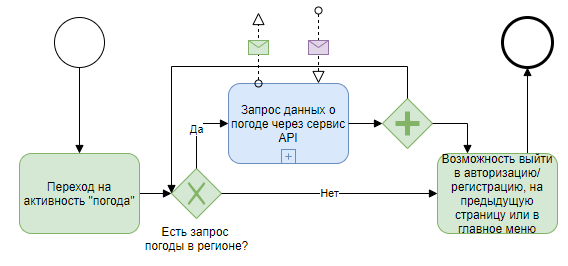 Запрос данных о
погоде через сервис
API
Да
Переход на
активность "погода"
Нет
Возможность выйти
в авторизацию/
регистрацию, на
предыдущую
страницу или в
главное меню
Есть запрос
погоды в регионе?